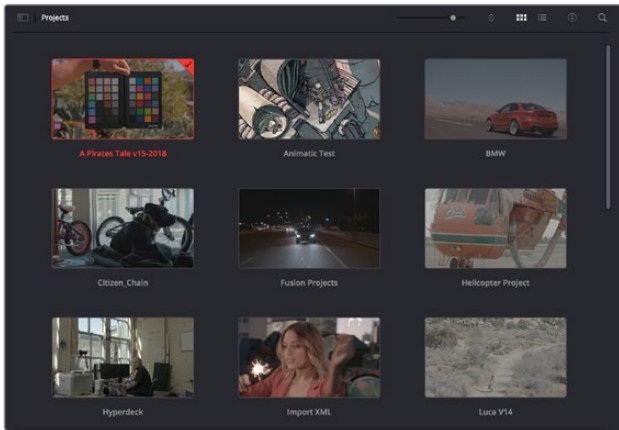 Projects
A Pirates Tale v15-2018
Animatic Test
BMW
Citizen_Chain
Fusion Projects
Helicopter Project
Hyperdeck
Import XML
Luca V14